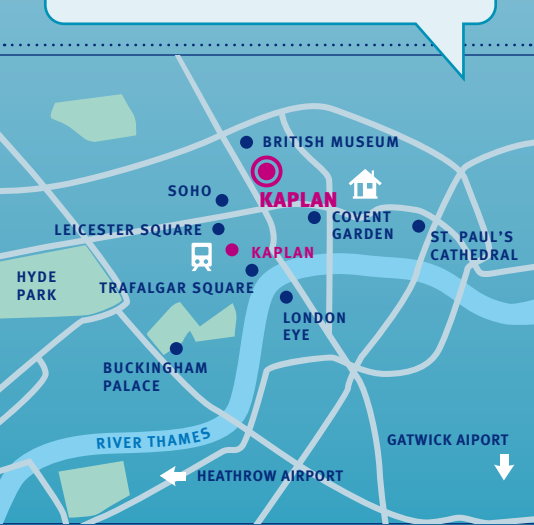 BRITISH MUSEUM
SOHO
KAPLAN
COVENT
GARDEN
LEICESTER SQUARE
ST. PAUL'S
CATHEDRAL
KAPLAN
HYDE
PARK
TRAFALGAR SQUARE
LONDON
EYE
BUCKINGHAM
PALACE
RIVER THAMES
GATWICK AIPORT
HEATHROW AIRPORT